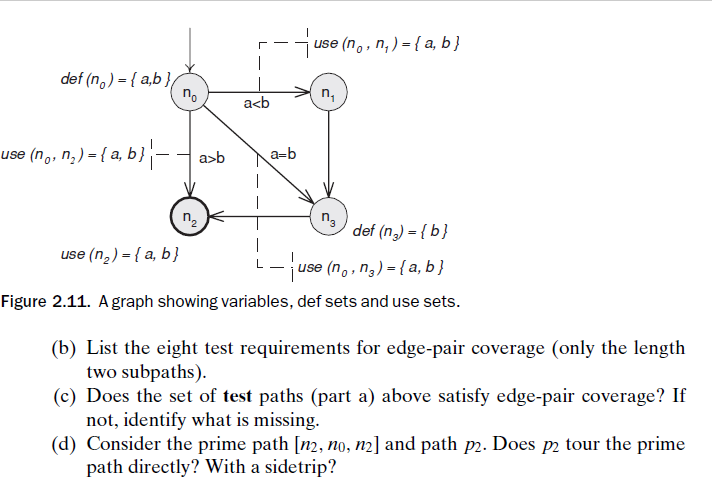 use (n0 , n1 ) = { a, b }
def (n0 ) = { a,b }
n0
n1
a<b
use (n0, n2 ) = { a, b}
a>b
a=b
n2
n3
def (n3) = { b}
use (n2 ) = { a, b}
use (n0 , n3 ) = { a, b }
Figure 2.11. A graph showing variables, def sets and use sets.
(b) List the eight test requirements for edge-pair coverage (only the length
two subpaths).
(c) Does the set of test paths (part a) above satisfy edge-pair coverage? If
not, identify what is missing.
(d) Consider the prime path [n2, n0, n2] and path p2. Does p2 tour the prime
path directly? With a sidetrip?